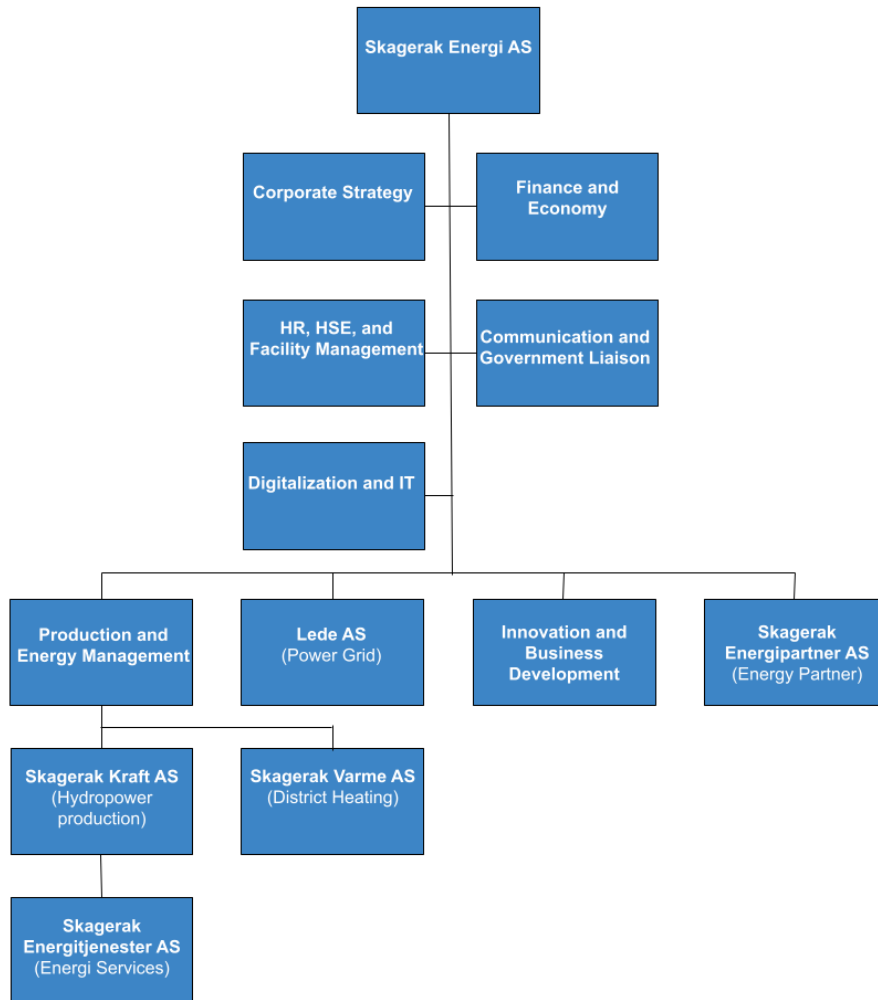 Skagerak Energi AS
Corporate Strategy
Finance and
Economy
HR, HSE, and
Facility Management
Communication and
Government Liaison
Digitalization and IT
Production and
Energy Management
Lede AS
(Power Grid)
Innovation and
Business
Development
Skagerak
Energipartner AS
(Energy Partner)
Skagerak Kraft AS
(Hydropower
production)
Skagerak Varme AS
(District Heating)
Skagerak
Energitjenester AS
(Energi Services)